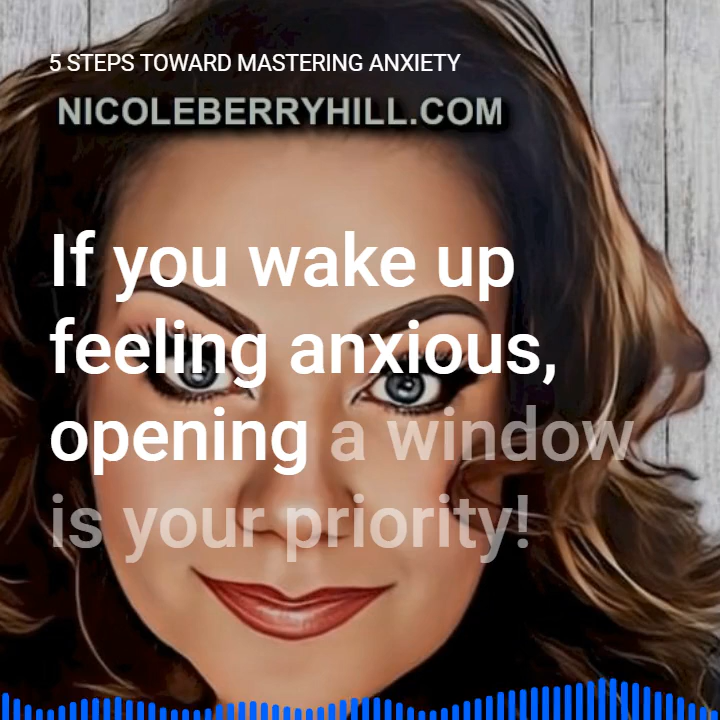 5 STEPS TOWARD MASTERING ANXIETY
NICOLEBERRYHILL.COM
If you wake up
feeling anxious,
opening a window
is your priority!